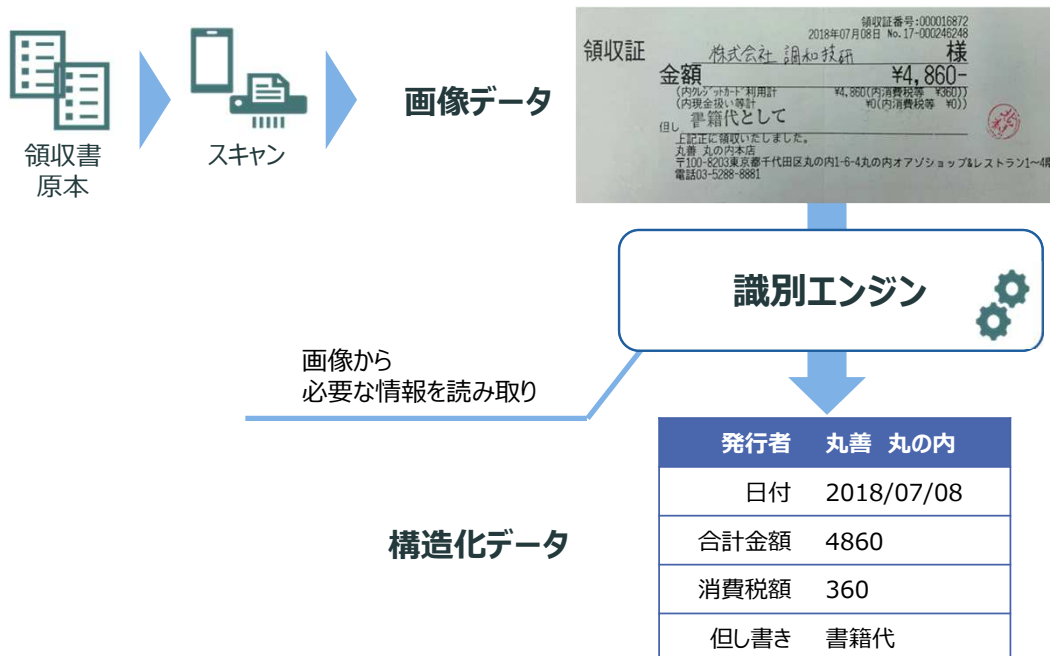 領収書
原本
スキャン
画像データ
領収証番号:000016872
2018年07月08日 No.17-000246248
領収証 株式会社 調和技研 様
金額 ¥4,860-
(内クレジットカード利用計 ¥4,860(内消費税等 ¥360))
(内現金扱い等計 ¥0(内消費税等 ¥0))
但し 書籍代として
上記正に領収いたしました。
丸善 丸の内本店
〒100-8203東京都千代田区丸の内1-6-4丸の内オアゾショップ&レストラン1~4階
電話03-5288-8881
識別エンジン
画像から
必要な情報を読み取り
構造化データ
発行者 丸善 丸の内
日付 2018/07/08
合計金額 4860
消費税額 360
但し書き 書籍代